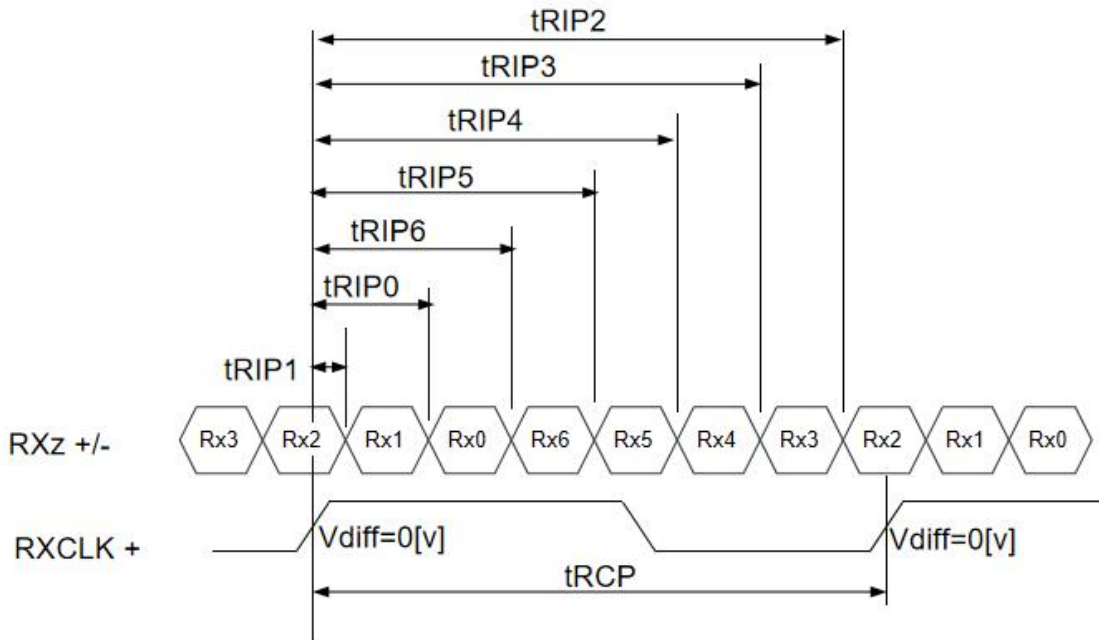 tRIP2
tRIP3
tRIP4
tRIP5
tRIP6
tRIP0
tRIP1
RXz +/- Rx3 Rx2 Rx1 Rx0 Rx6 Rx5 Rx4 Rx3 Rx2 Rx1 Rx0
RXCLK + Vdiff=0[v] Vdiff=0[v]
tRCP